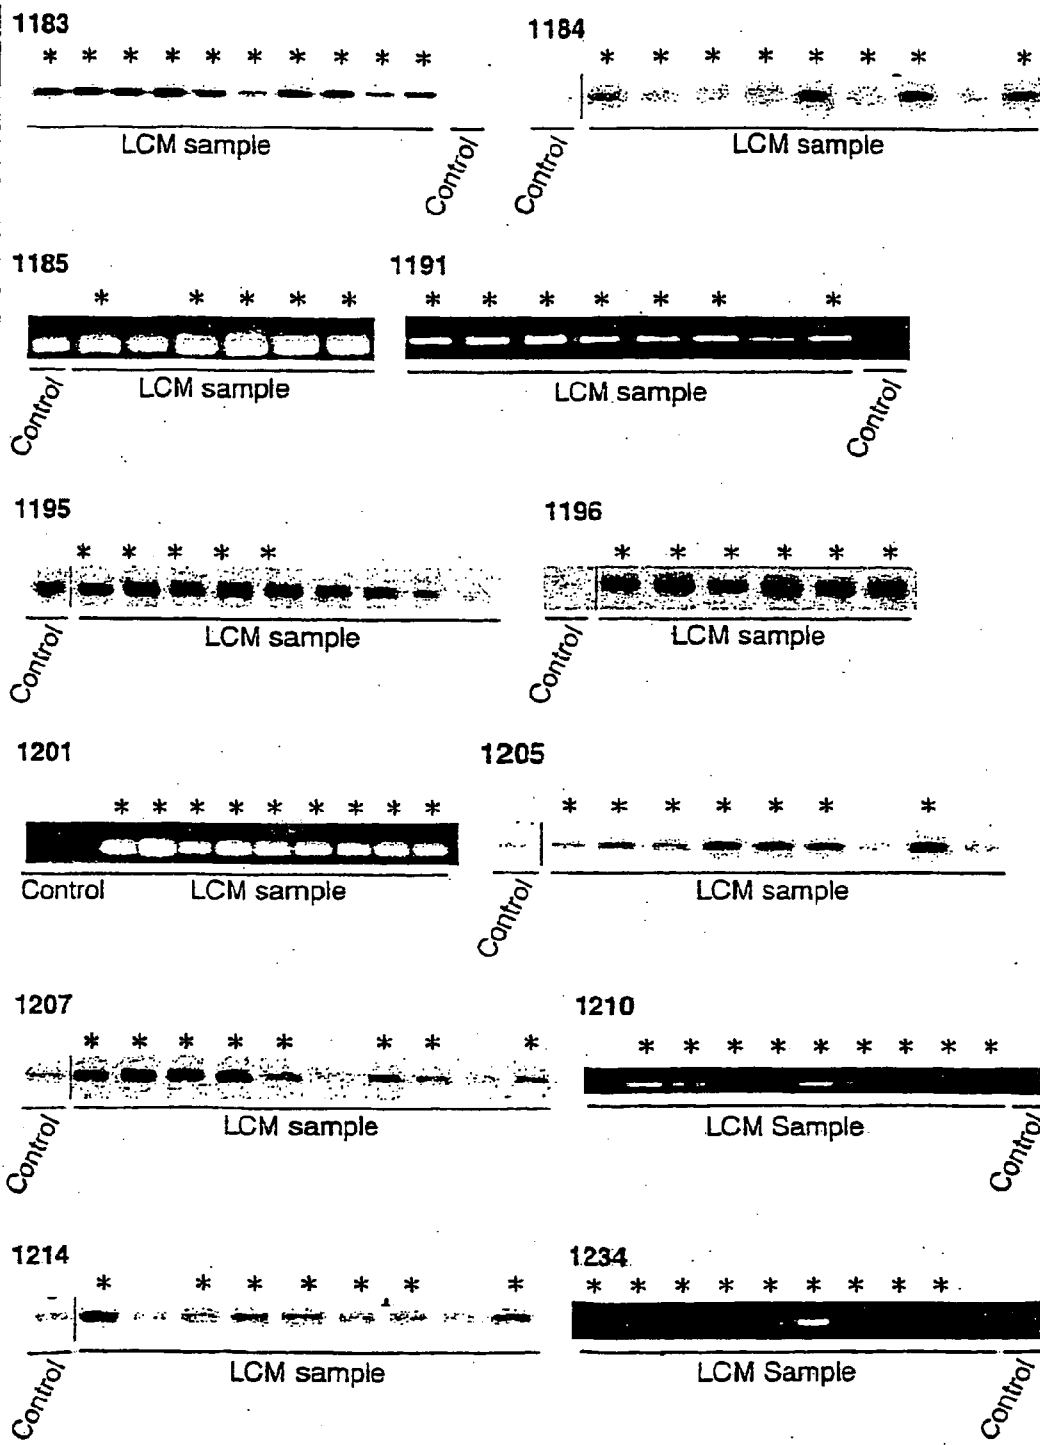 1183
* * * * * * * * * *
LCM sample
Control
1184
* * * * * * * *
Control
LCM sample
1185
* * * * *
Control
LCM sample
1191
* * * * * * *
LCM sample
Control
1195
* * * * *
Control
LCM sample
1196
* * * * * *
Control
LCM sample
1201
* * * * * * * * *
Control
LCM sample
1205
* * * * * * *
Control
LCM sample
1207
* * * * * * * *
Control
LCM sample
1210
* * * * * * * * *
LCM Sample
Control
1214
* * * * * * *
Control
LCM sample
1234
* * * * * * * * *
LCM Sample
Control